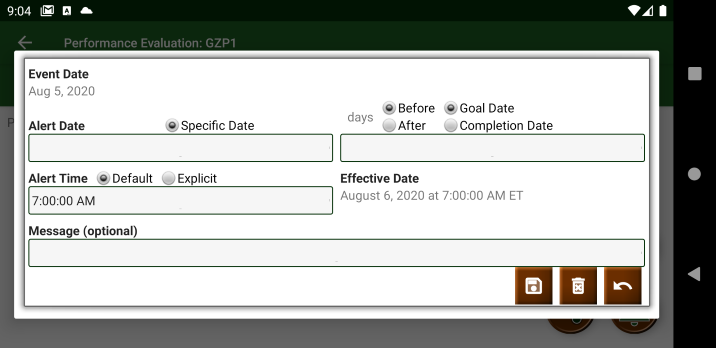 9:04
Performance Evaluation: GZP1
Event Date
Aug 5, 2020
Alert Date
Specific Date
days
Before
Goal Date
After
Completion Date
Alert Time
Default
Explicit
Effective Date
7:00:00 AM
August 6, 2020 at 7:00:00 AM ET
Message (optional)